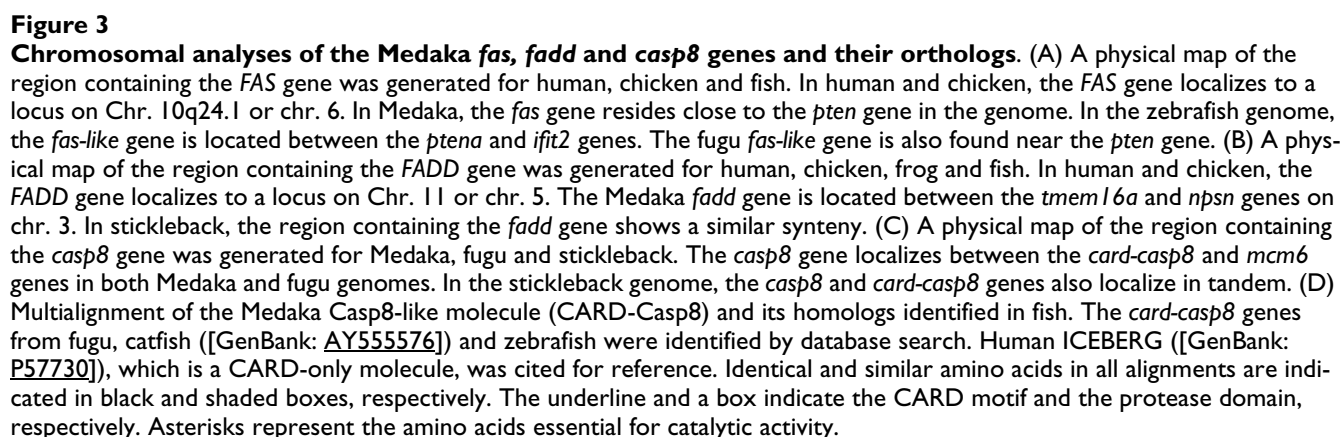 Figure 3
Chromosomal analyses of the Medaka fas, fadd and casp8 genes and their orthologs. (A) A physical map of the
region containing the FAS gene was generated for human, chicken and fish. In human and chicken, the FAS gene localizes to a
locus on Chr. 10q24.1 or chr. 6. In Medaka, the fas gene resides close to the pten gene in the genome. In the zebrafish genome,
the fas-like gene is located between the ptena and ifit2 genes. The fugu fas-like gene is also found near the pten gene. (B) A phys-
ical map of the region containing the FADD gene was generated for human, chicken, frog and fish. In human and chicken, the
FADD gene localizes to a locus on Chr. 11 or chr. 5. The Medaka fadd gene is located between the tmem16a and npsn genes on
chr. 3. In stickleback, the region containing the fadd gene shows a similar synteny. (C) A physical map of the region containing
the casp8 gene was generated for Medaka, fugu and stickleback. The casp8 gene localizes between the card-casp8 and mcm6
genes in both Medaka and fugu genomes. In the stickleback genome, the casp8 and card-casp8 genes also localize in tandem. (D)
Multialignment of the Medaka Casp8-like molecule (CARD-Casp8) and its homologs identified in fish. The card-casp8 genes
from fugu, catfish ([GenBank: AY555576]) and zebrafish were identified by database search. Human ICEBERG ([GenBank:
P57730]), which is a CARD-only molecule, was cited for reference. Identical and similar amino acids in all alignments are indi-
cated in black and shaded boxes, respectively. The underline and a box indicate the CARD motif and the protease domain,
respectively. Asterisks represent the amino acids essential for catalytic activity.